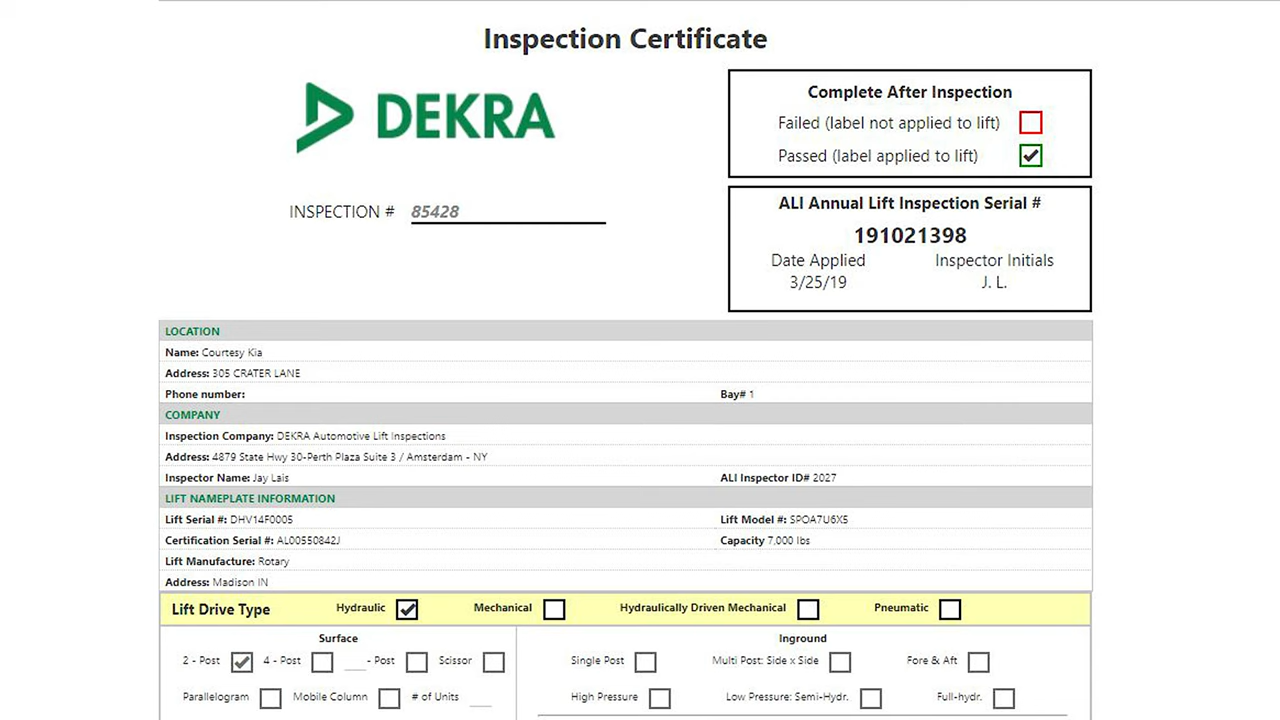 Inspection Certificate
DEKRA
INSPECTION # 85428
Complete After Inspection
Failed (label not applied to lift)
Passed (label applied to lift)
ALI Annual Lift Inspection Serial #
191021398
Date Applied Inspector Initials
3/25/19 J. L.
LOCATION
Name: Courtesy Kia
Address: 305 CRATER LANE
Phone number: Bay# 1
COMPANY
Inspection Company: DEKRA Automotive Lift Inspections
Address: 4879 State Hwy 30-Perth Plaza Suite 3 / Amsterdam - NY
Inspector Name: Jay Lais ALI Inspector ID# 2027
LIFT NAMEPLATE INFORMATION
Lift Serial #: DHV14F0005 Lift Model #: SPOA7U6X5
Certification Serial #: AL00550842J Capacity 7,000 lbs
Lift Manufacture: Rotary
Address: Madison IN
Lift Drive Type Hydraulic Mechanical Hydraulically Driven Mechanical Pneumatic
Surface Inground
2 - Post 4 - Post ___- Post Scissor Single Post Multi Post: Side x Side Fore & Aft
Parallelogram Mobile Column # of Units ___ High Pressure Low Pressure: Semi-Hydr. Full-hydr.